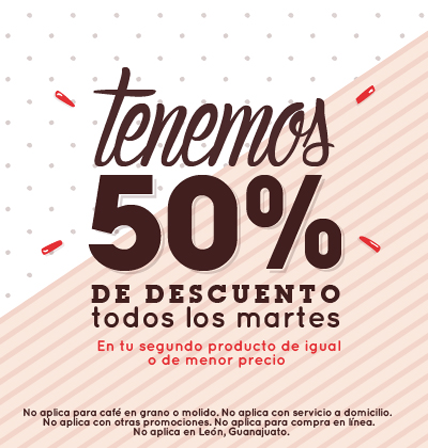 tenemos
50%
DE DESCUENTO
todos los martes
En tu segundo producto de igual
o de menor precio
No aplica para café en grano o molido. No aplica con servicio a domicilio.
No aplica con otras promociones. No aplica para compra en línea.
No aplica en León, Guanajuato.